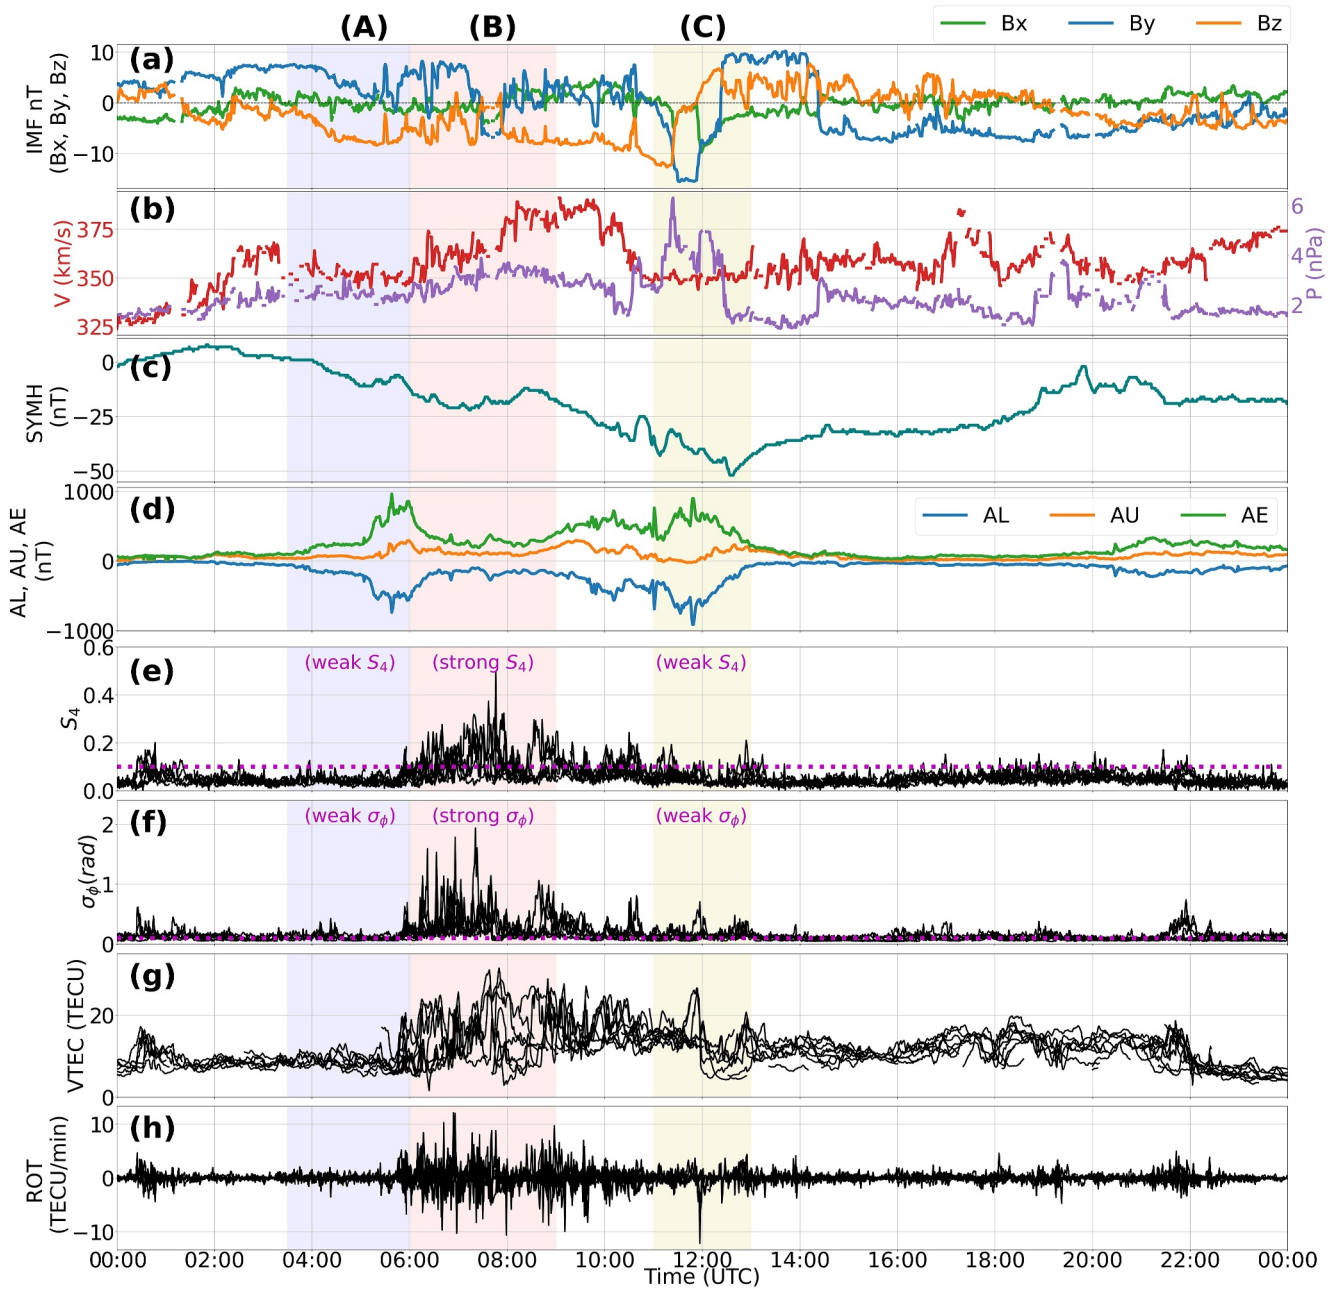 (A) (B) (C)
Bx By Bz
(a)
IMF nT
(Bx, By, Bz)
10
0
−10
(b)
V (km/s)
375
350
325
6
4
2
P (nPa)
(c)
SYMH
(nT)
0
−25
−50
(d)
AL, AU, AE
(nT)
1000
0
−1000
AL AU AE
(e)
S4
0.6
0.4
0.2
0.0
(weak S4) (strong S4) (weak S4)
(f)
σϕ(rad)
2
1
0
(weak σϕ) (strong σϕ) (weak σϕ)
(g)
VTEC (TECU)
20
0
(h)
ROT
(TECU/min)
10
0
−10
00:00 02:00 04:00 06:00 08:00 10:00 12:00 14:00 16:00 18:00 20:00 22:00 00:00
Time (UTC)